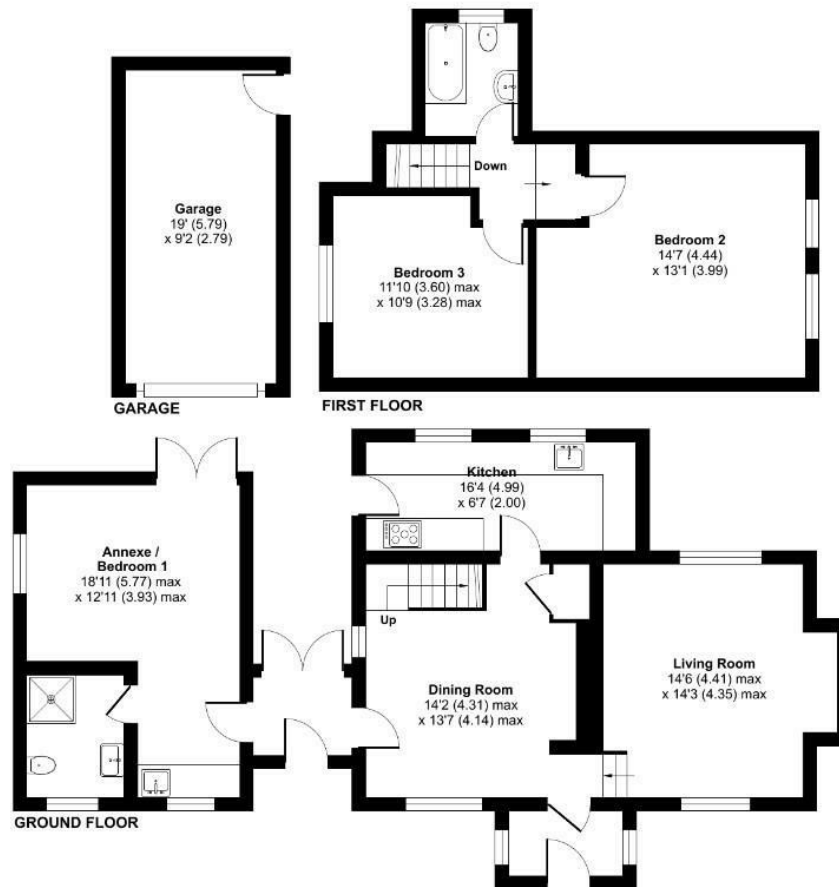 Garage
19' (5.79)
x 9'2 (2.79)
GARAGE
Down
Bedroom 3
11'10 (3.60) max
x 10'9 (3.28) max
Bedroom 2
14'7 (4.44)
x 13'1 (3.99)
FIRST FLOOR
Annexe /
Bedroom 1
18'11 (5.77) max
x 12'11 (3.93) max
Kitchen
16'4 (4.99)
x 6'7 (2.00)
Up
Dining Room
14'2 (4.31) max
x 13'7 (4.14) max
Living Room
14'6 (4.41) max
x 14'3 (4.35) max
GROUND FLOOR